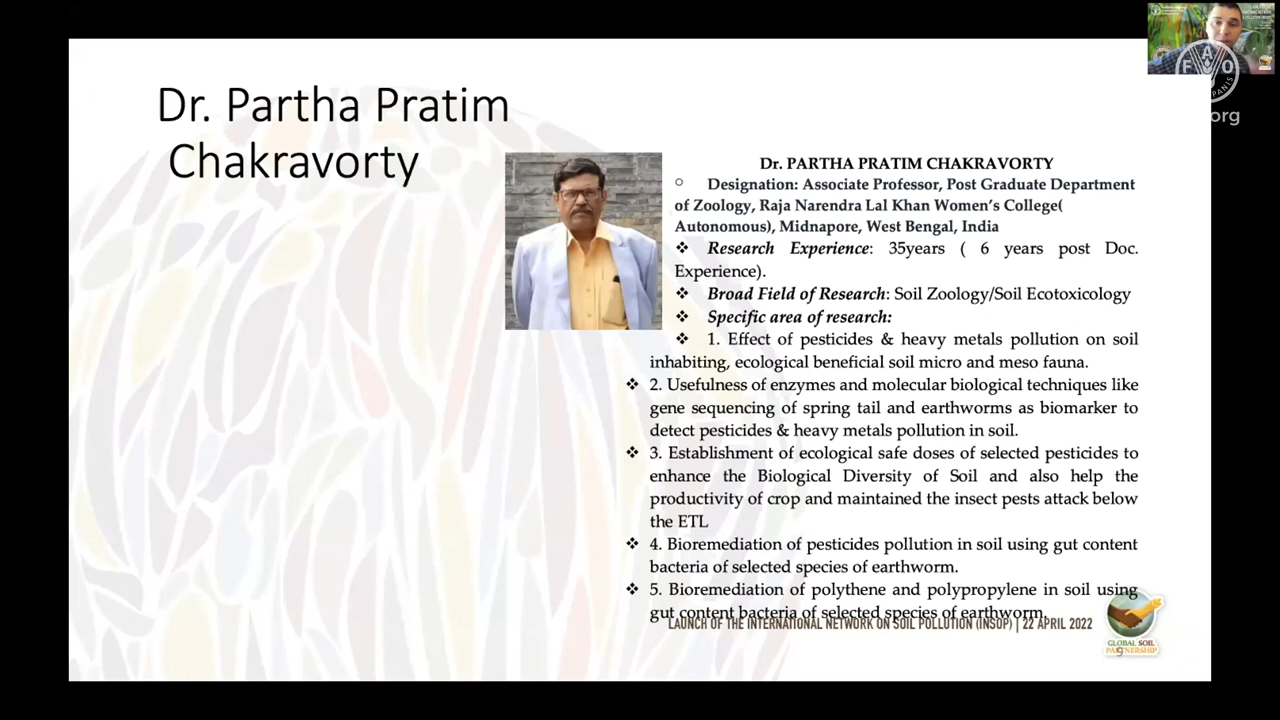 Dr. Partha Pratim
Chakravorty
Dr. PARTHA PRATIM CHAKRAVORTY
Designation: Associate Professor, Post Graduate Department
of Zoology, Raja Narendra Lal Khan Women's College(
Autonomous), Midnapore, West Bengal, India
Research Experience: 35years ( 6 years post Doc.
Experience).
Broad Field of Research: Soil Zoology/Soil Ecotoxicology
Specific area of research:
1. Effect of pesticides & heavy metals pollution on soil
inhabiting, ecological beneficial soil micro and meso fauna.
2. Usefulness of enzymes and molecular biological techniques like
gene sequencing of spring tail and earthworms as biomarker to
detect pesticides & heavy metals pollution in soil.
3. Establishment of ecological safe doses of selected pesticides to
enhance the Biological Diversity of Soil and also help the
productivity of crop and maintained the insect pests attack below
the ETL
4. Bioremediation of pesticides pollution in soil using gut content
bacteria of selected species of earthworm.
5. Bioremediation of polythene and polypropylene in soil using
gut content bacteria of selected species of earthworm.
LAUNCH OF THE INTERNATIONAL NETWORK ON SOIL POLLUTION (INSOP) | 22 APRIL 2022
GLOBAL SOIL
PARTNERSHIP
FAO
PANIS
org